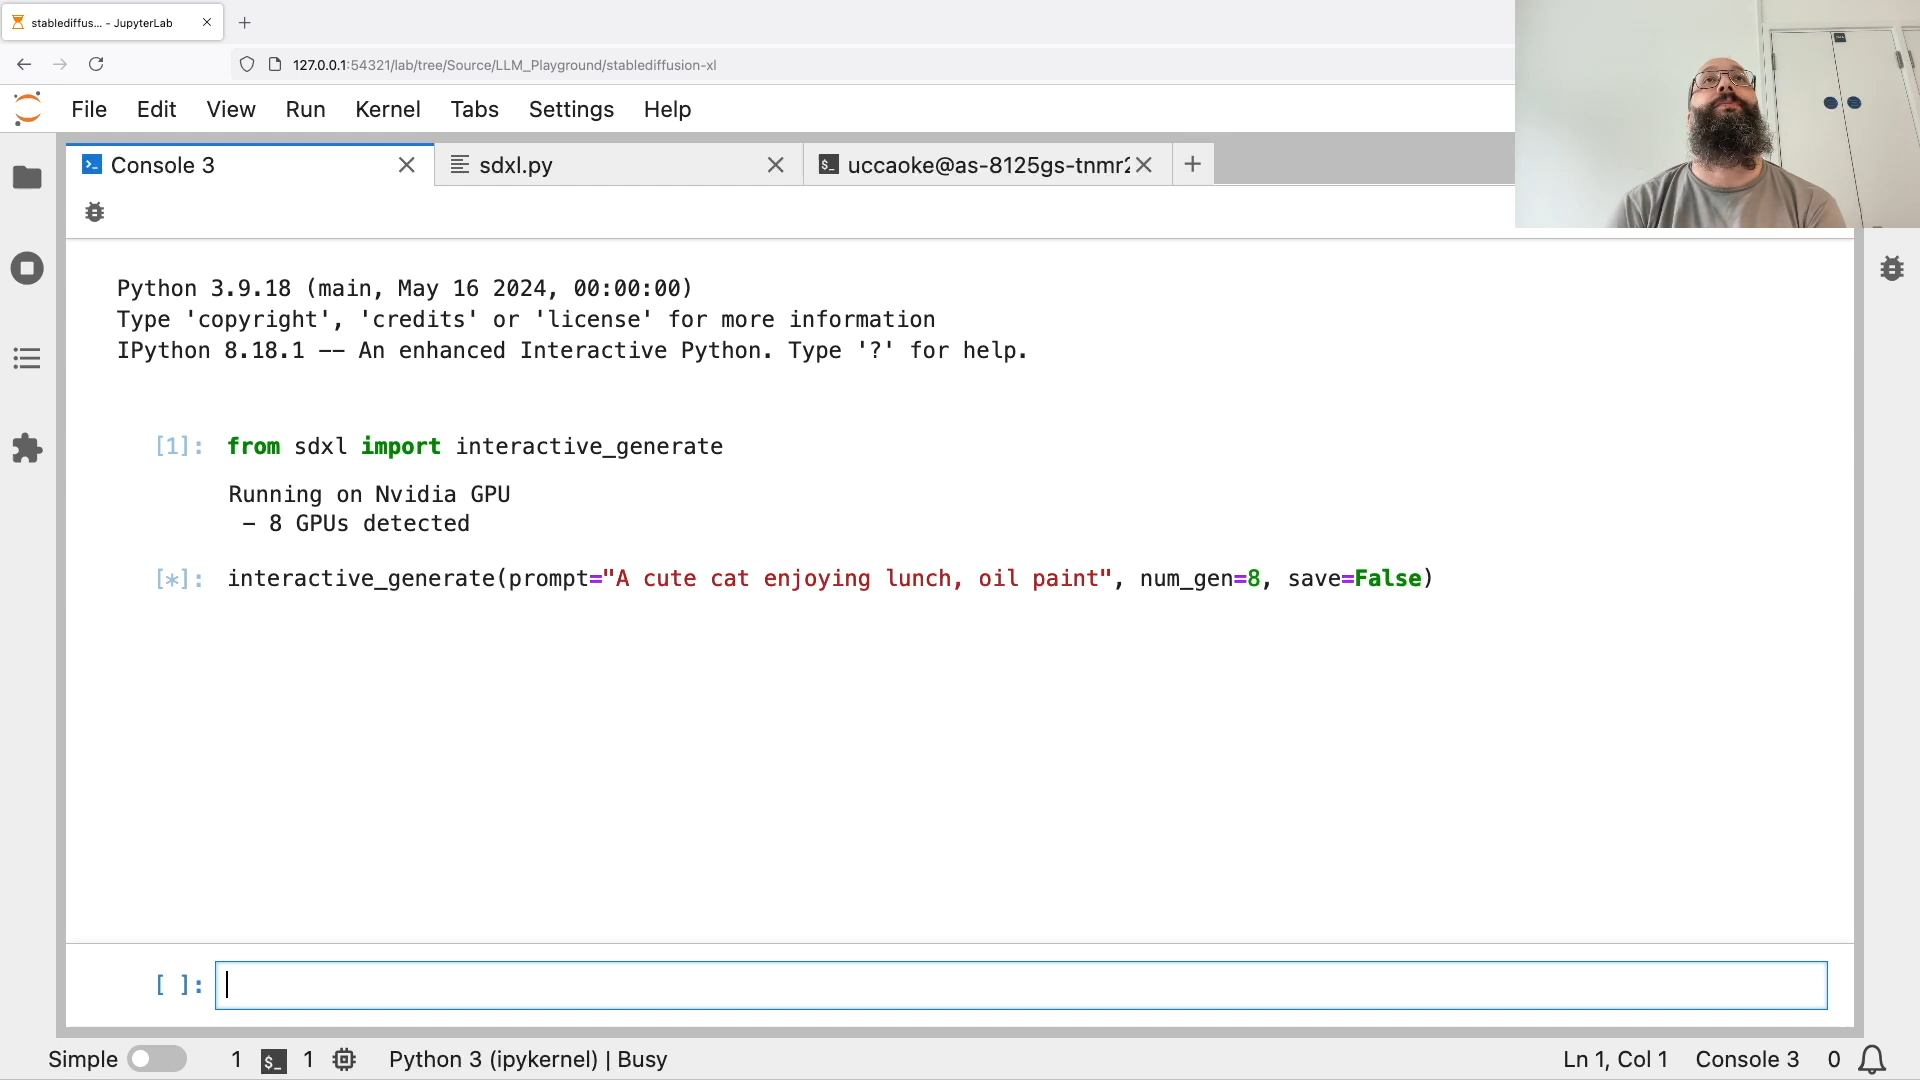 stablediffus... - JupyterLab
127.0.0.1:54321/lab/tree/Source/LLM_Playground/stablediffusion-xl
File Edit View Run Kernel Tabs Settings Help
Console 3 sdxl.py uccaoke@as-8125gs-tnmr2
Python 3.9.18 (main, May 16 2024, 00:00:00)
Type 'copyright', 'credits' or 'license' for more information
IPython 8.18.1 -- An enhanced Interactive Python. Type '?' for help.
[1]: from sdxl import interactive_generate
Running on Nvidia GPU
- 8 GPUs detected
[*]: interactive_generate(prompt="A cute cat enjoying lunch, oil paint", num_gen=8, save=False)
[ ]:
Simple 1 $_ 1 Python 3 (ipykernel) | Busy Ln 1, Col 1 Console 3 0